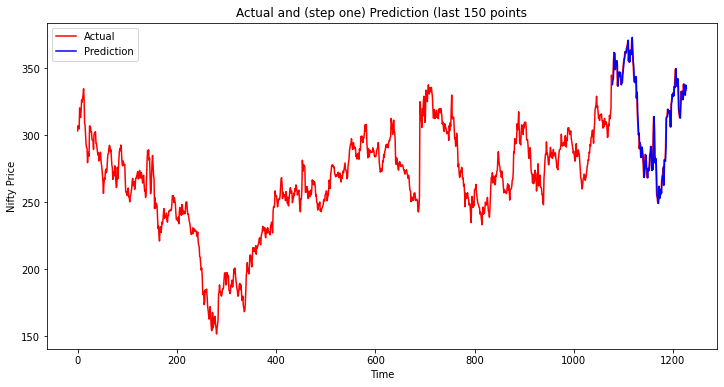 Actual and (step one) Prediction (last 150 points
Actual
Prediction
350
300
250
200
150
Nifty Price
0 200 400 600 800 1000 1200
Time